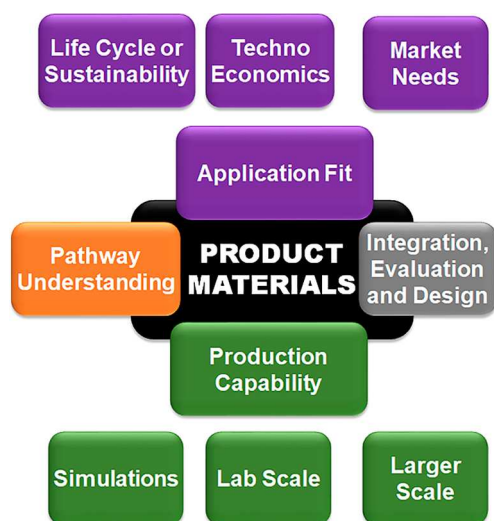 Life Cycle or
Sustainability
Techno
Economics
Market
Needs
Application Fit
Pathway
Understanding
PRODUCT
MATERIALS
Integration,
Evaluation
and Design
Production
Capability
Simulations
Lab Scale
Larger
Scale